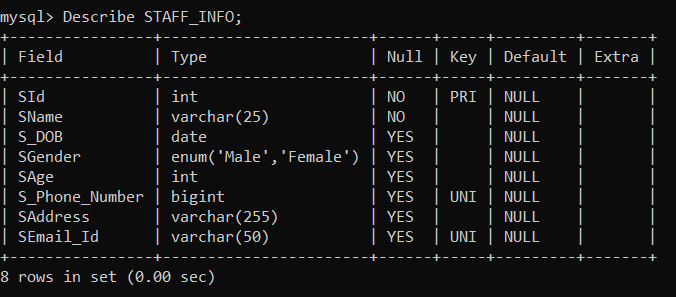 mysql> Describe STAFF_INFO;
+----------------+-----------------------+------+-----+---------+-------+
| Field          | Type                  | Null | Key | Default | Extra |
+----------------+-----------------------+------+-----+---------+-------+
| SId            | int                   | NO   | PRI | NULL    |       |
| SName          | varchar(25)           | NO   |     | NULL    |       |
| S_DOB          | date                  | YES  |     | NULL    |       |
| SGender        | enum('Male','Female') | YES  |     | NULL    |       |
| SAge           | int                   | YES  |     | NULL    |       |
| S_Phone_Number | bigint                | YES  | UNI | NULL    |       |
| SAddress       | varchar(255)          | YES  |     | NULL    |       |
| SEmail_Id      | varchar(50)           | YES  | UNI | NULL    |       |
+----------------+-----------------------+------+-----+---------+-------+
8 rows in set (0.00 sec)